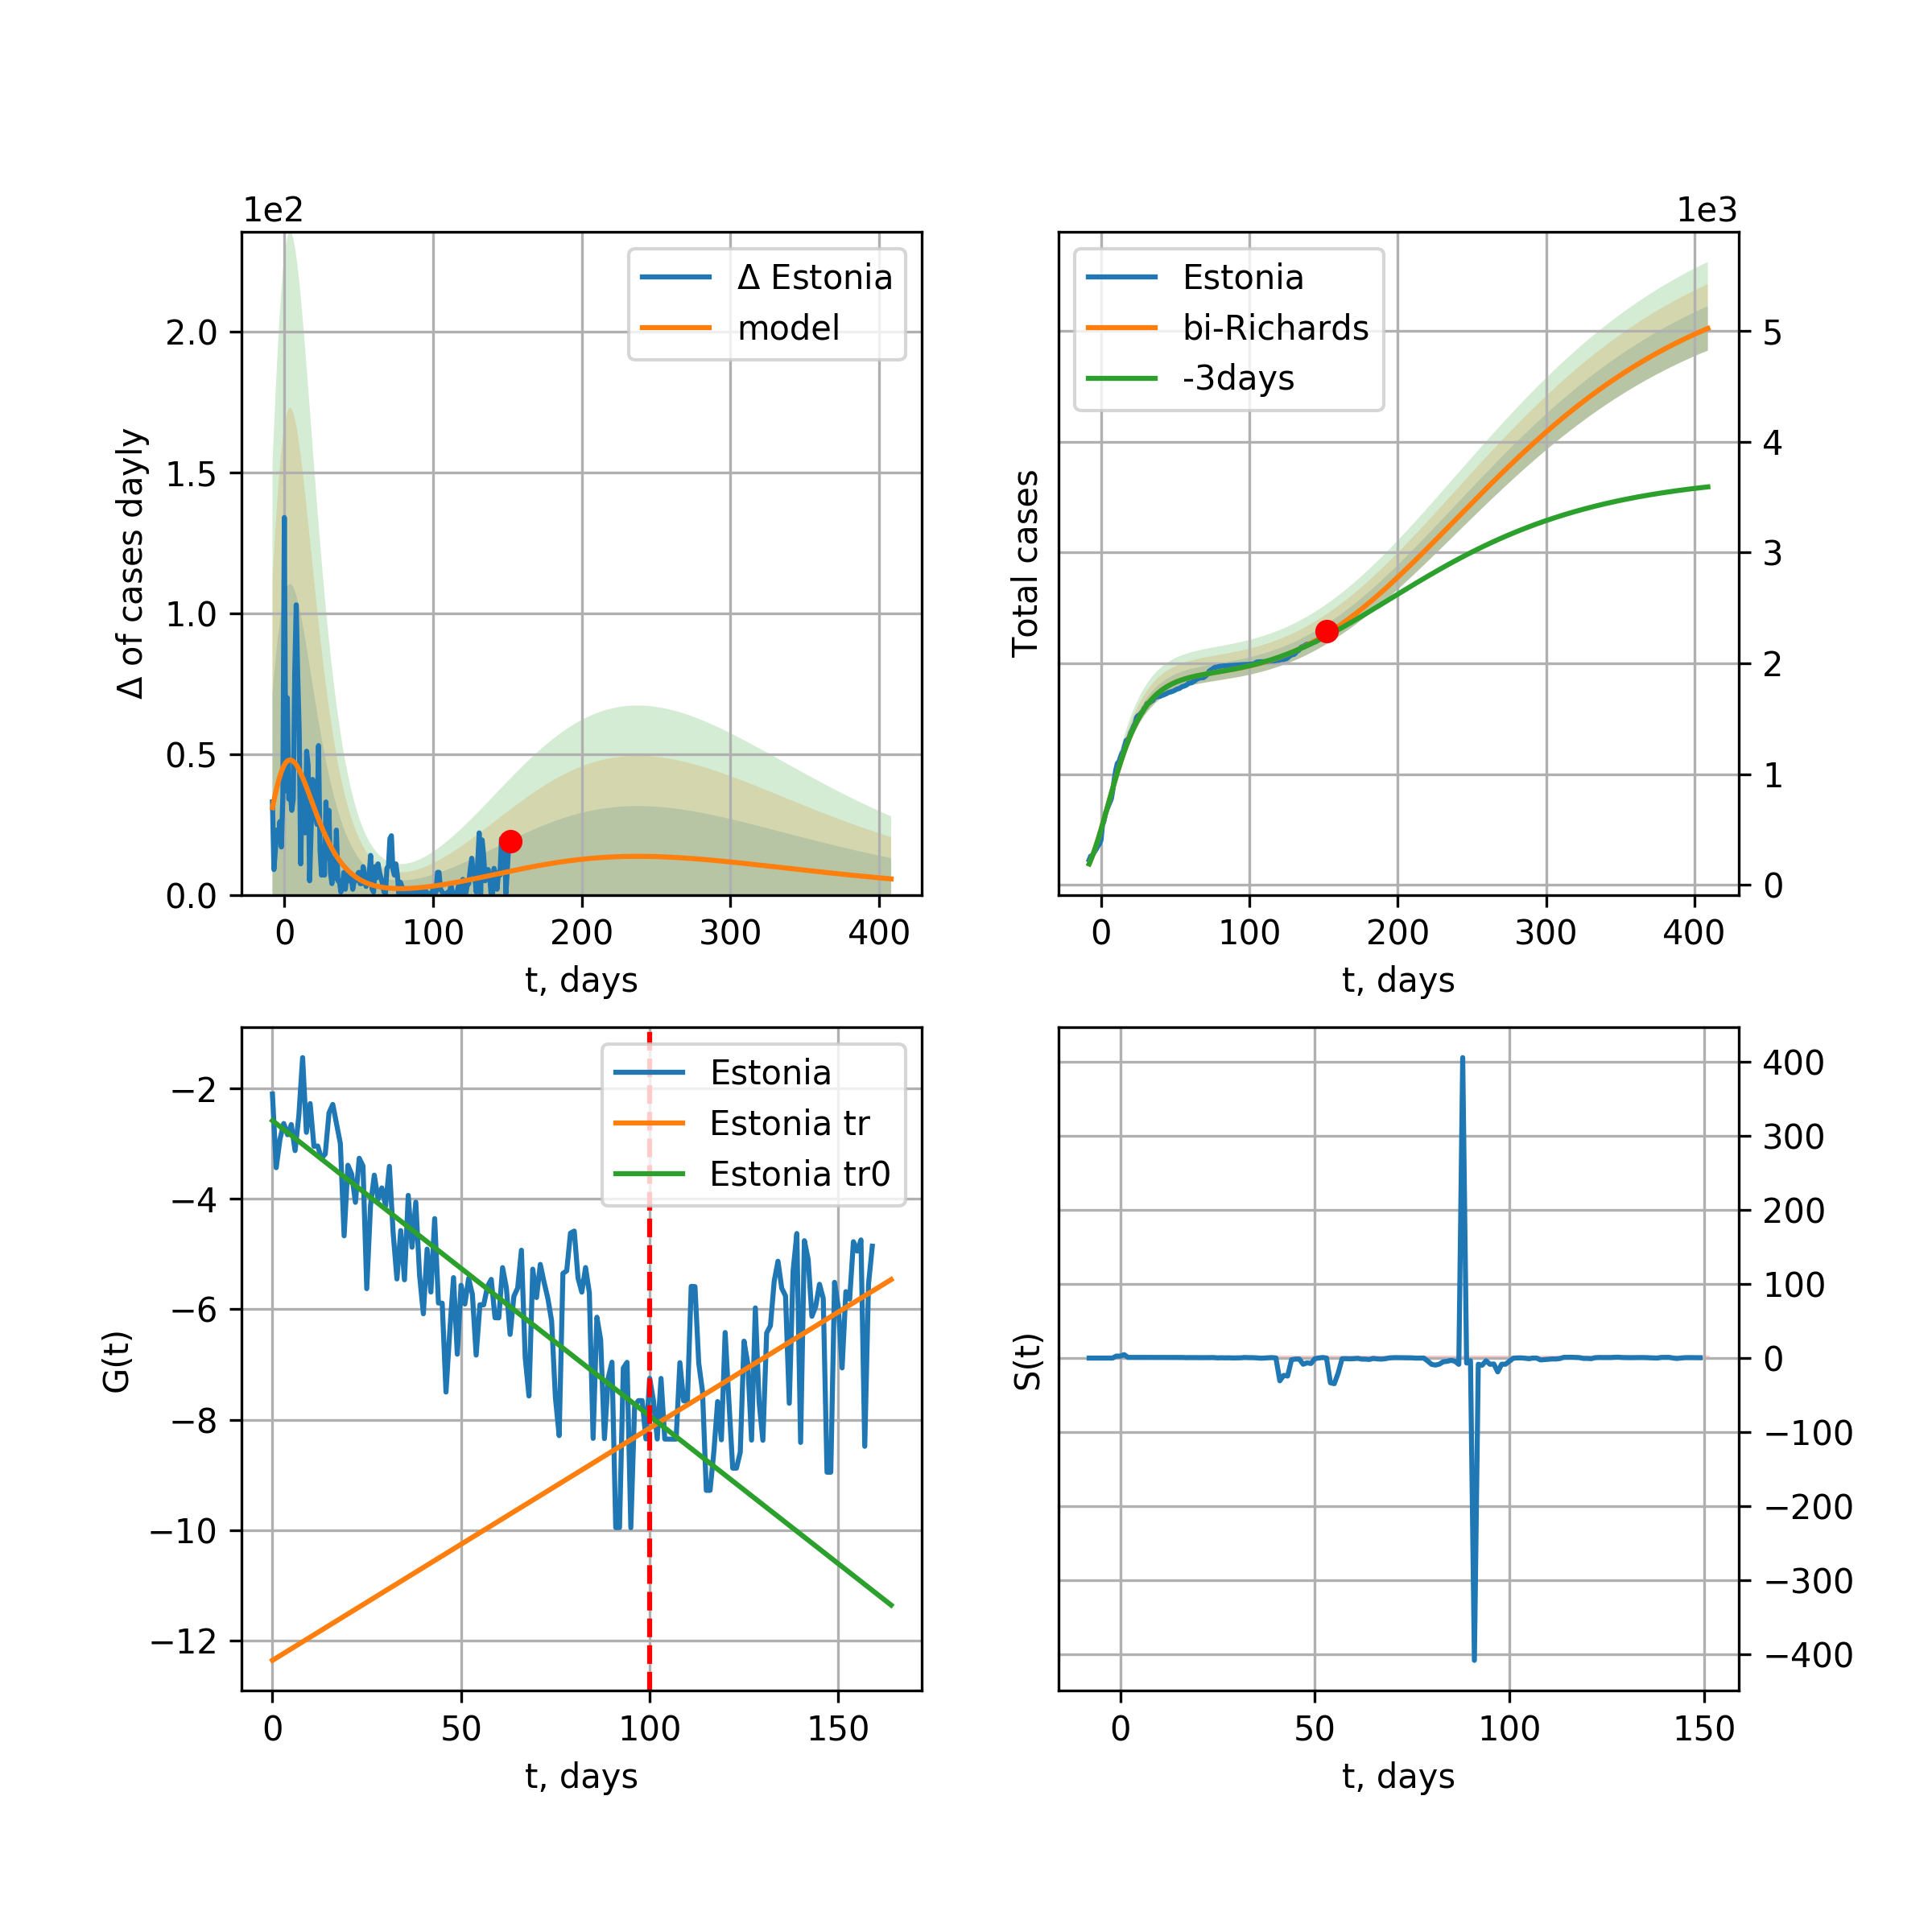 1e2
Δ of cases dayly
2.0
1.5
1.0
0.5
0.0
0 100 200 300 400
t, days
Δ Estonia
model
1e3
Total cases
5
4
3
2
1
0
0 100 200 300 400
t, days
Estonia
bi-Richards
-3days
G(t)
−2
−4
−6
−8
−10
−12
0 50 100 150
t, days
Estonia
Estonia tr
Estonia tr0
S(t)
400
300
200
100
0
−100
−200
−300
−400
0 50 100 150
t, days